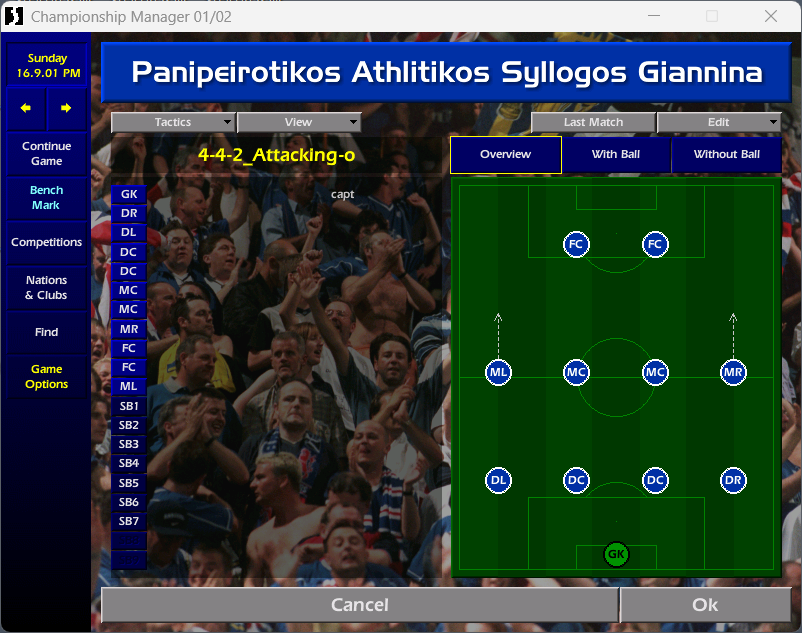 Championship Manager 01/02
Sunday
16.9.01 PM
Continue
Game
Bench
Mark
Competitions
Nations
& Clubs
Find
Game
Options
Panipeirotikos Athlitikos Syllogos Giannina
Tactics View Last Match Edit
4-4-2_Attacking-o
Overview With Ball Without Ball
GK capt
DR
DL
DC
DC
MC
MC
MR
FC
FC
ML
SB1
SB2
SB3
SB4
SB5
SB6
SB7
FC FC
ML MC MC MR
DL DC DC DR
GK
Cancel Ok